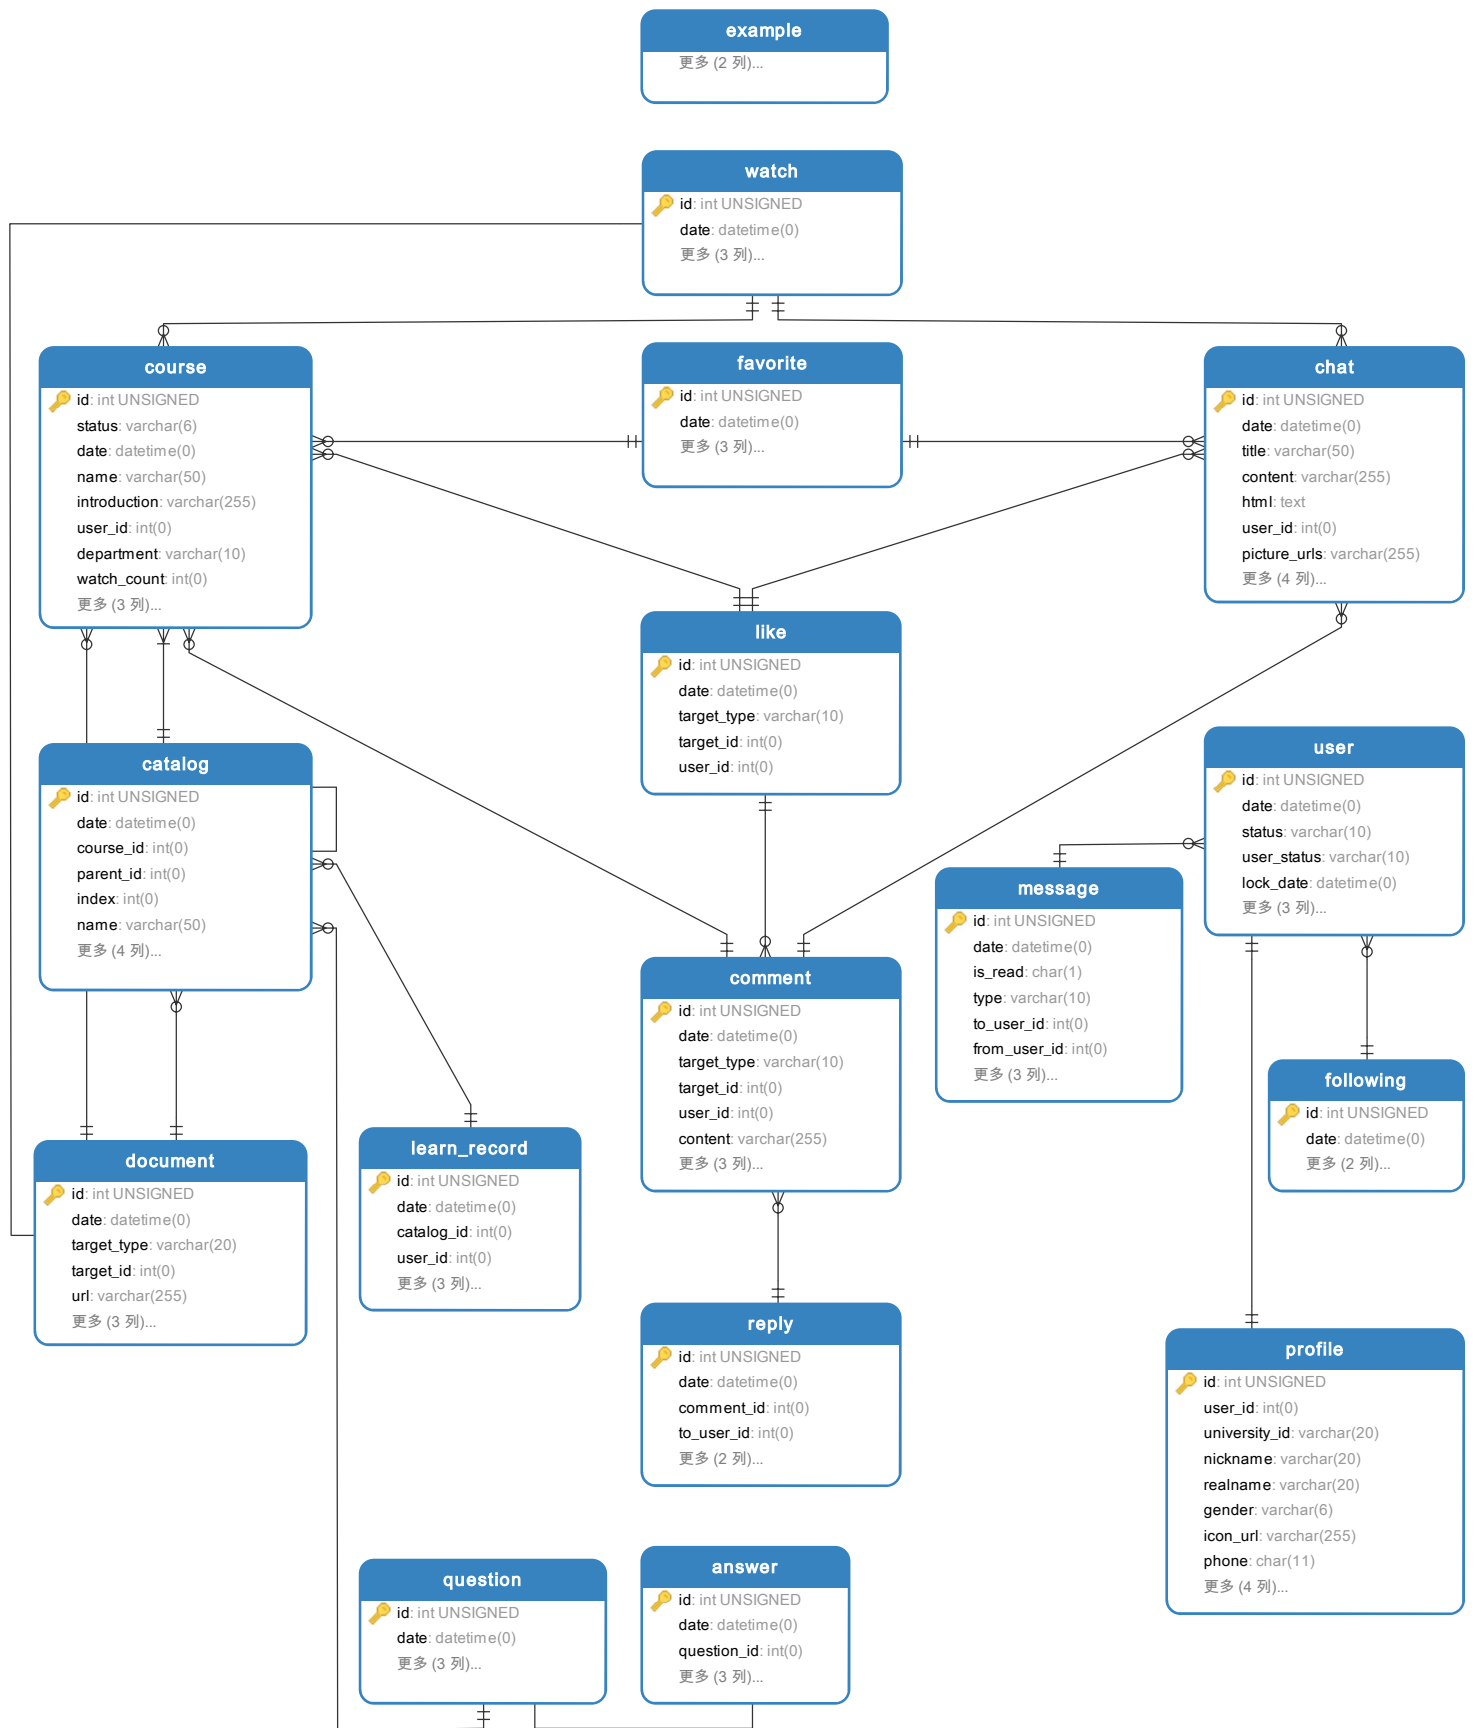 example
更多 (2 列)...
watch
id: int UNSIGNED
date: datetime(0)
更多 (3 列)...
course
id: int UNSIGNED
status: varchar(6)
date: datetime(0)
name: varchar(50)
introduction: varchar(255)
user_id: int(0)
department: varchar(10)
watch_count: int(0)
更多 (3 列)...
favorite
id: int UNSIGNED
date: datetime(0)
更多 (3 列)...
chat
id: int UNSIGNED
date: datetime(0)
title: varchar(50)
content: varchar(255)
html: text
user_id: int(0)
picture_urls: varchar(255)
更多 (4 列)...
like
id: int UNSIGNED
date: datetime(0)
target_type: varchar(10)
target_id: int(0)
user_id: int(0)
catalog
id: int UNSIGNED
date: datetime(0)
course_id: int(0)
parent_id: int(0)
index: int(0)
name: varchar(50)
更多 (4 列)...
user
id: int UNSIGNED
date: datetime(0)
status: varchar(10)
user_status: varchar(10)
lock_date: datetime(0)
更多 (3 列)...
message
id: int UNSIGNED
date: datetime(0)
is_read: char(1)
type: varchar(10)
to_user_id: int(0)
from_user_id: int(0)
更多 (3 列)...
comment
id: int UNSIGNED
date: datetime(0)
target_type: varchar(10)
target_id: int(0)
user_id: int(0)
content: varchar(255)
更多 (3 列)...
following
id: int UNSIGNED
date: datetime(0)
更多 (2 列)...
document
id: int UNSIGNED
date: datetime(0)
target_type: varchar(20)
target_id: int(0)
url: varchar(255)
更多 (3 列)...
learn_record
id: int UNSIGNED
date: datetime(0)
catalog_id: int(0)
user_id: int(0)
更多 (3 列)...
reply
id: int UNSIGNED
date: datetime(0)
comment_id: int(0)
to_user_id: int(0)
更多 (2 列)...
profile
id: int UNSIGNED
user_id: int(0)
university_id: varchar(20)
nickname: varchar(20)
realname: varchar(20)
gender: varchar(6)
icon_url: varchar(255)
phone: char(11)
更多 (4 列)...
question
id: int UNSIGNED
date: datetime(0)
更多 (3 列)...
answer
id: int UNSIGNED
date: datetime(0)
question_id: int(0)
更多 (3 列)...